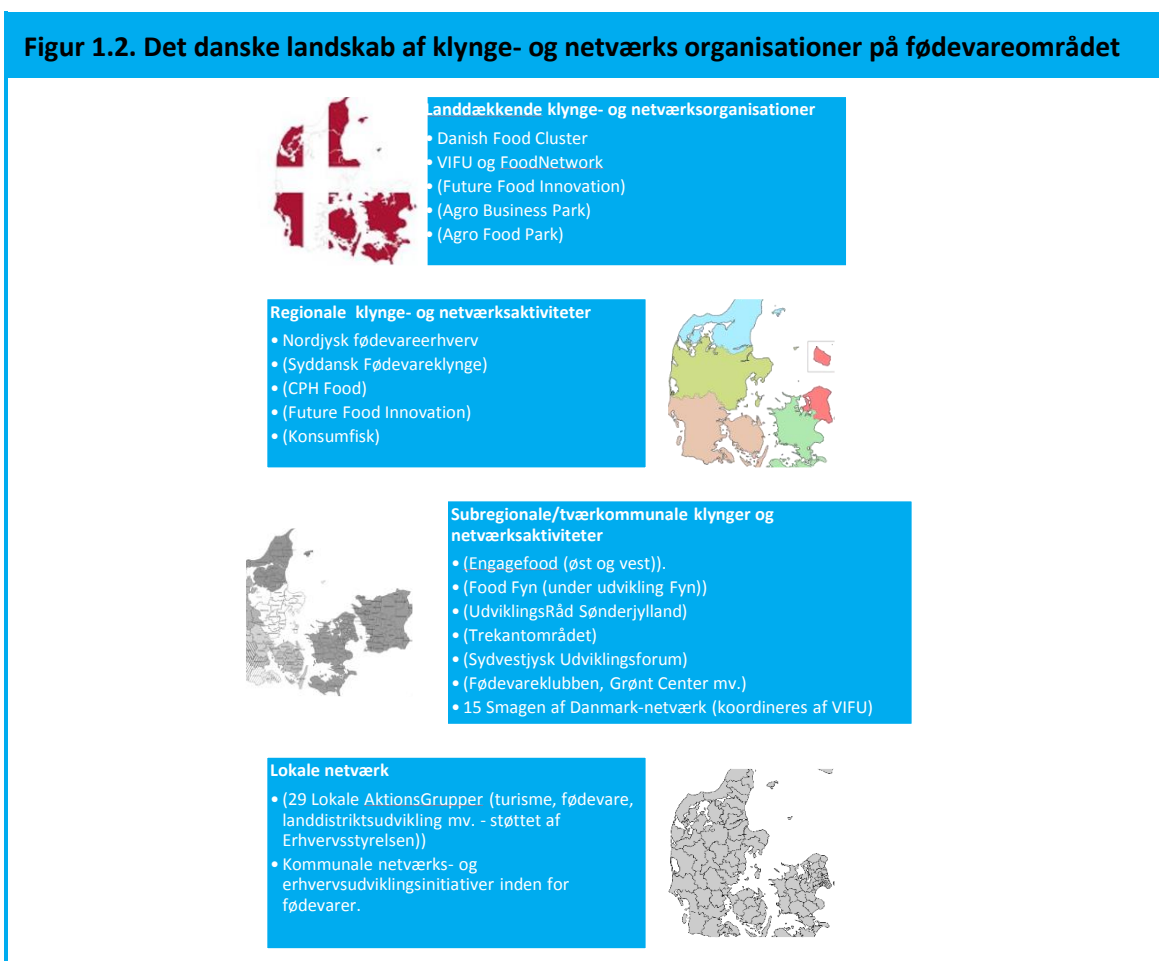 Figur 1.2. Det danske landskab af klynge- og netværks organisationer på fødevareområdet
Landdækkende klynge- og netværksorganisationer
• Danish Food Cluster
• VIFU og FoodNetwork
• (Future Food Innovation)
• (Agro Business Park)
• (Agro Food Park)
Regionale klynge- og netværksaktiviteter
• Nordjysk fødevareerhverv
• (Syddansk Fødevareklynge)
• (CPH Food)
• (Future Food Innovation)
• (Konsumfisk)
Subregionale/tværkommunale klynger og
netværksaktiviteter
• (Engagefood (øst og vest)).
• (Food Fyn (under udvikling Fyn))
• (UdviklingsRåd Sønderjylland)
• (Trekantområdet)
• (Sydvestjysk Udviklingsforum)
• (Fødevareklubben, Grønt Center mv.)
• 15 Smagen af Danmark-netværk (koordineres af VIFU)
Lokale netværk
• (29 Lokale AktionsGrupper (turisme, fødevare,
landdistriktsudvikling mv. - støttet af
Erhvervsstyrelsen))
• Kommunale netværks- og
erhvervsudviklingsinitiativer inden for
fødevarer.